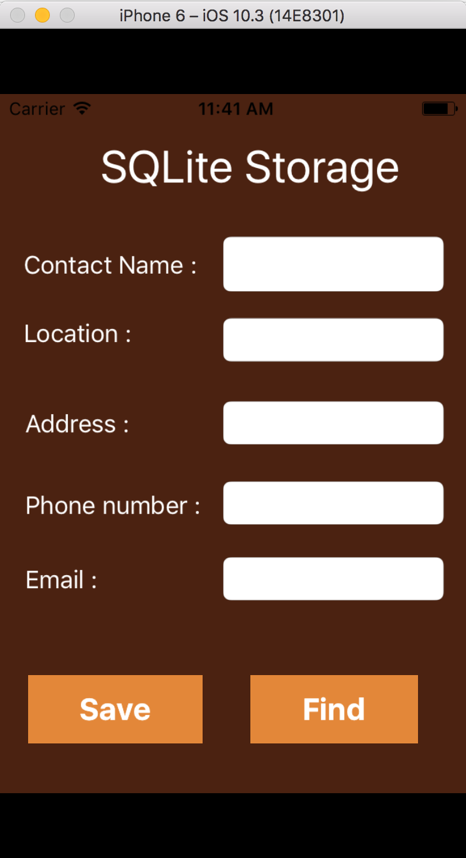 iPhone 6 – iOS 10.3 (14E8301)
Carrier 11:41 AM
SQLite Storage
Contact Name :
Location :
Address :
Phone number :
Email :
Save Find